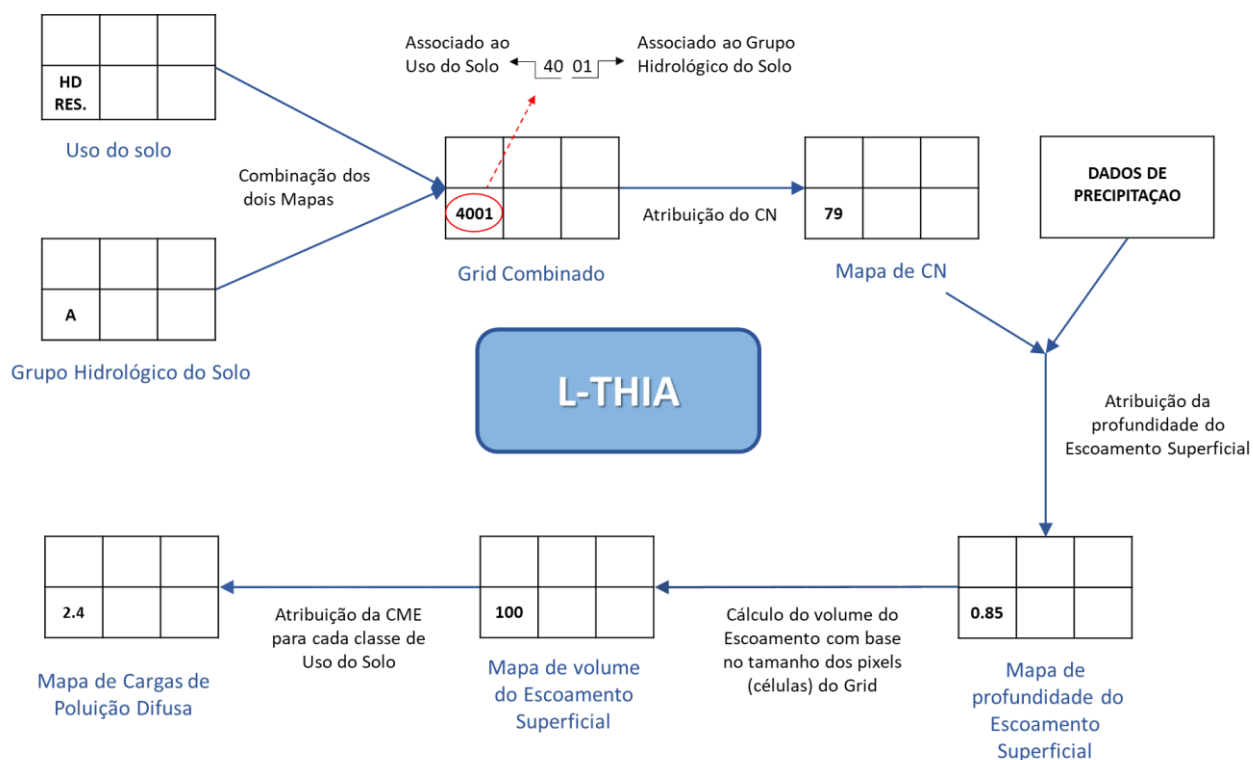 HD
RES.
Uso do solo
Associado ao
Uso do Solo
40 01
Associado ao Grupo
Hidrológico do Solo
Combinação dos
dois Mapas
A
Grupo Hidrológico do Solo
4001
Grid Combinado
Atribuição do CN
79
Mapa de CN
DADOS DE
PRECIPITAÇAO
L-THIA
Atribuição da
profundidade do
Escoamento Superficial
0.85
Mapa de
profundidade do
Escoamento
Superficial
Cálculo do volume do
Escoamento com base
no tamanho dos pixels
(células) do Grid
100
Mapa de volume
do Escoamento
Superficial
Atribuição da CME
para cada classe de
Uso do Solo
2.4
Mapa de Cargas de
Poluição Difusa